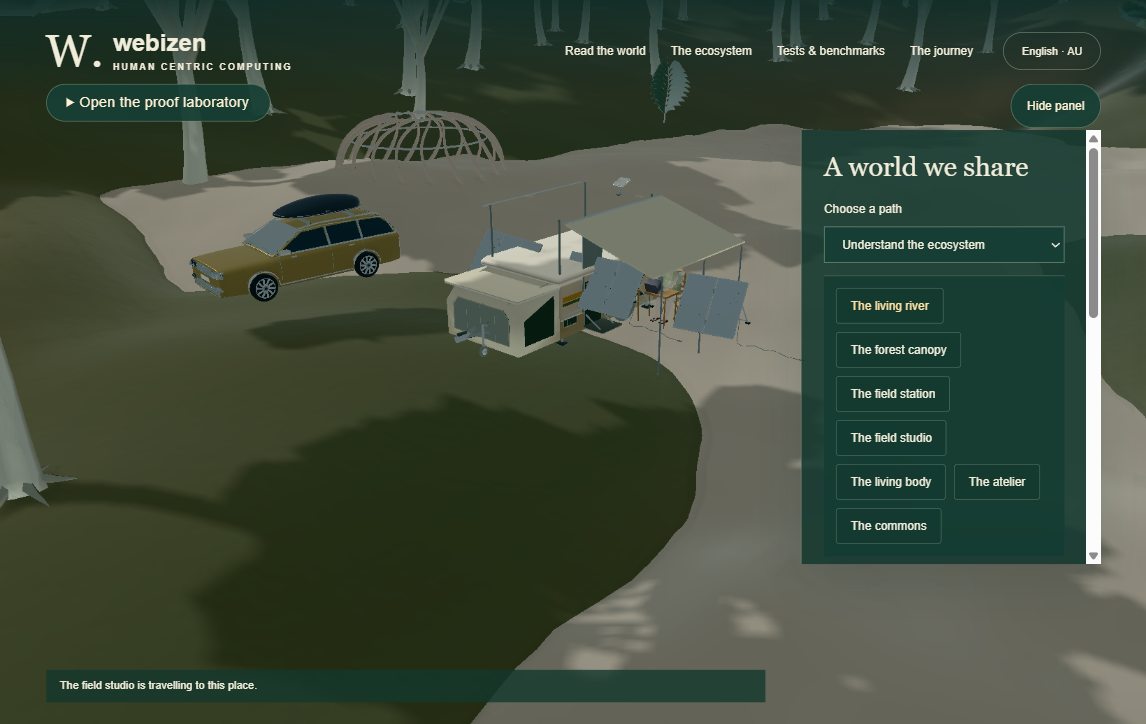 W. webizen
HUMAN CENTRIC COMPUTING
Read the world
The ecosystem
Tests & benchmarks
The journey
English · AU
Open the proof laboratory
Hide panel
A world we share
Choose a path
Understand the ecosystem
The living river
The forest canopy
The field station
The field studio
The living body
The atelier
The commons
The field studio is travelling to this place.